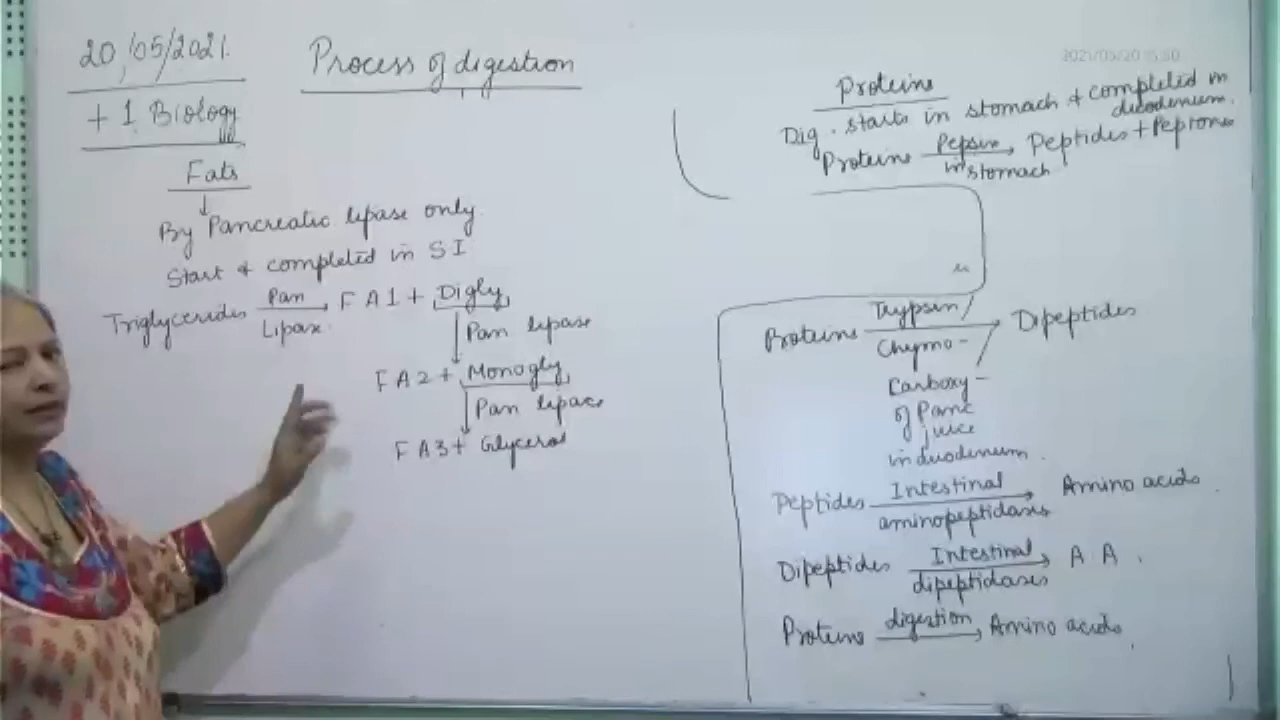 20/05/2021.
Process of digestion
+ 1 Biology
Fats
↓
By Pancreatic lipase only
Start & completed in SI
Triglycerides Pan Lipase → FA1 + Digly
↓ Pan lipase
FA2 + Monogly
↓ Pan lipase
FA3 + Glycerol
2021/05/20
Proteins
Dig. starts in stomach & completed in
duodenum.
Proteins Pepsin in stomach → Peptides + Peptones
Proteins Trypsin / Chymo- → Dipeptides
Carboxy-
of Panc
juice
in duodenum.
Peptides Intestinal aminopeptidases → Amino acids.
Dipeptides Intestinal dipeptidases → A A.
Proteins digestion → Amino acids